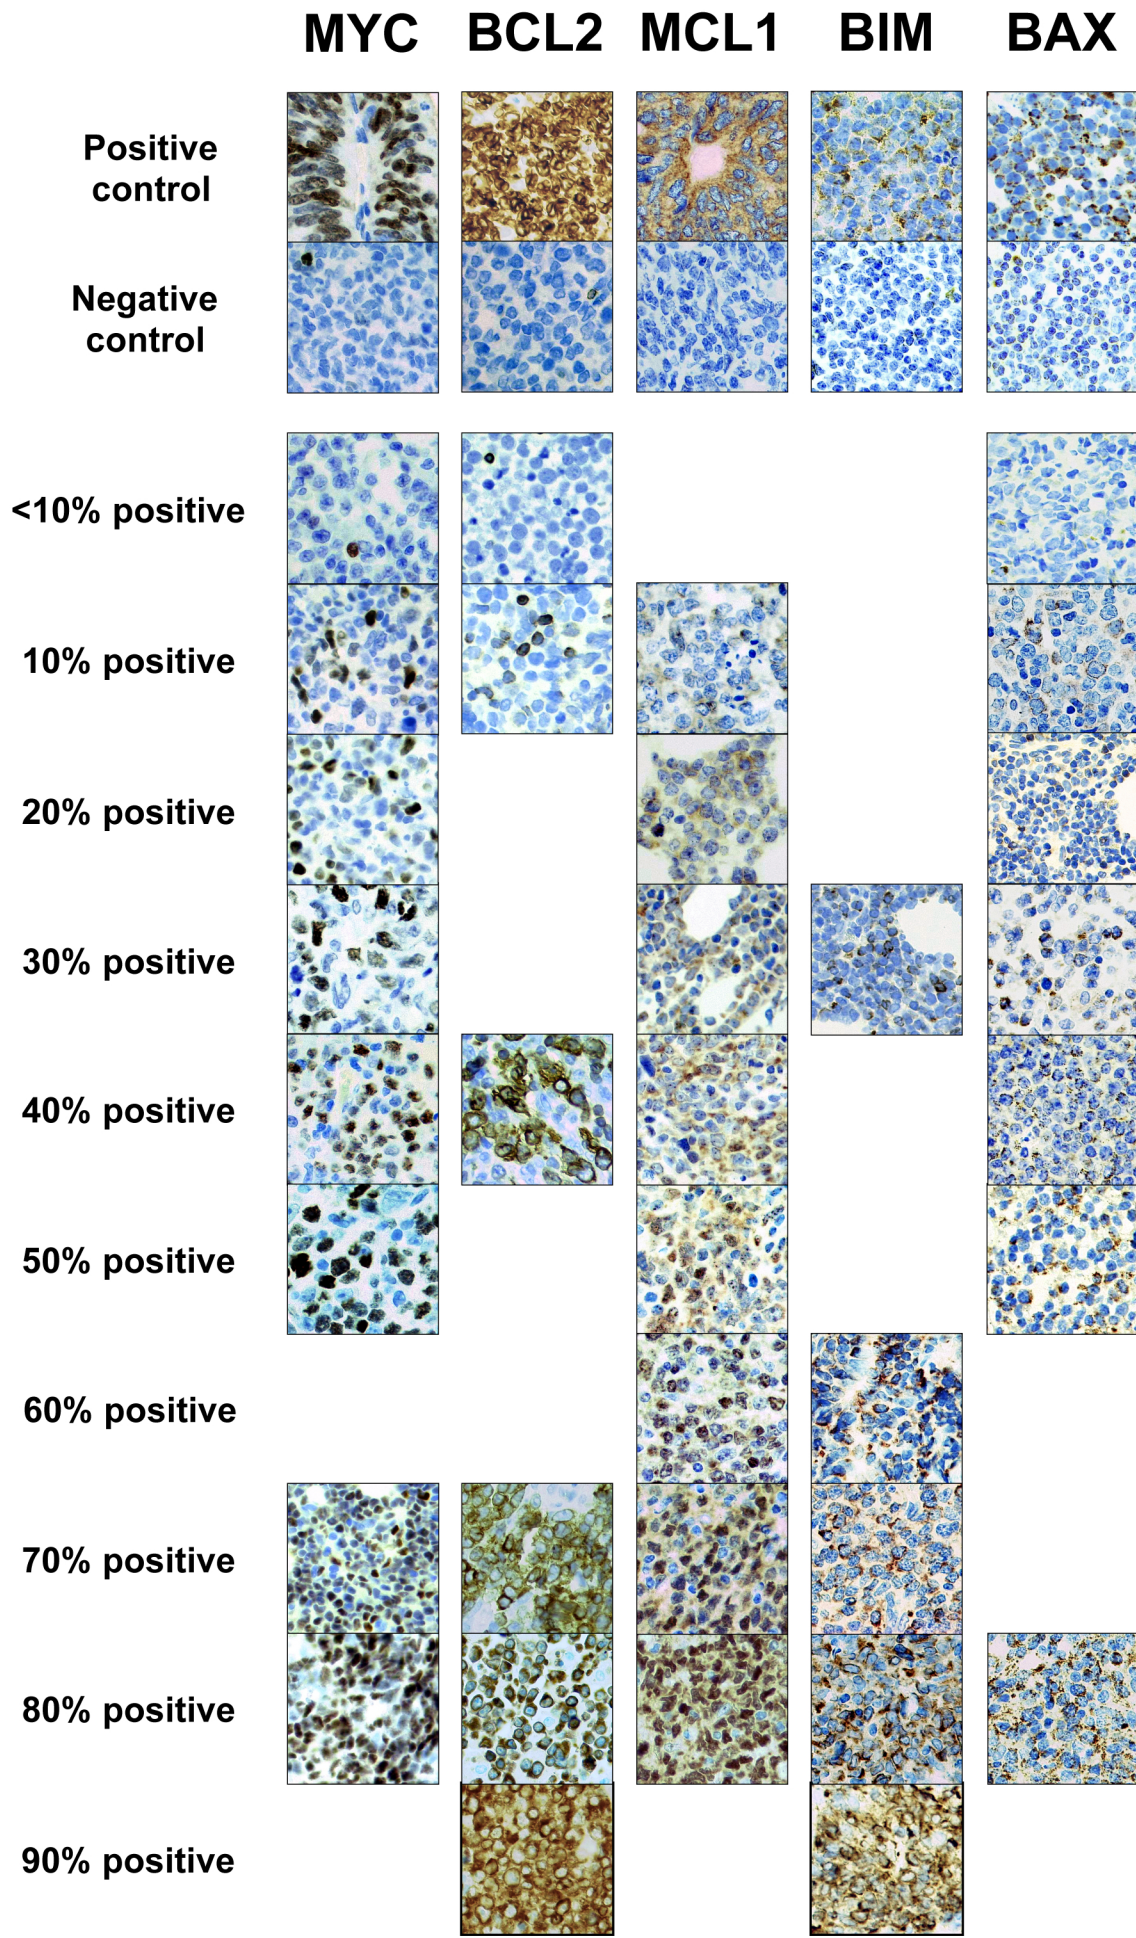 MYC BCL2 MCL1 BIM BAX
Positive
control
Negative
control
<10% positive
10% positive
20% positive
30% positive
40% positive
50% positive
60% positive
70% positive
80% positive
90% positive